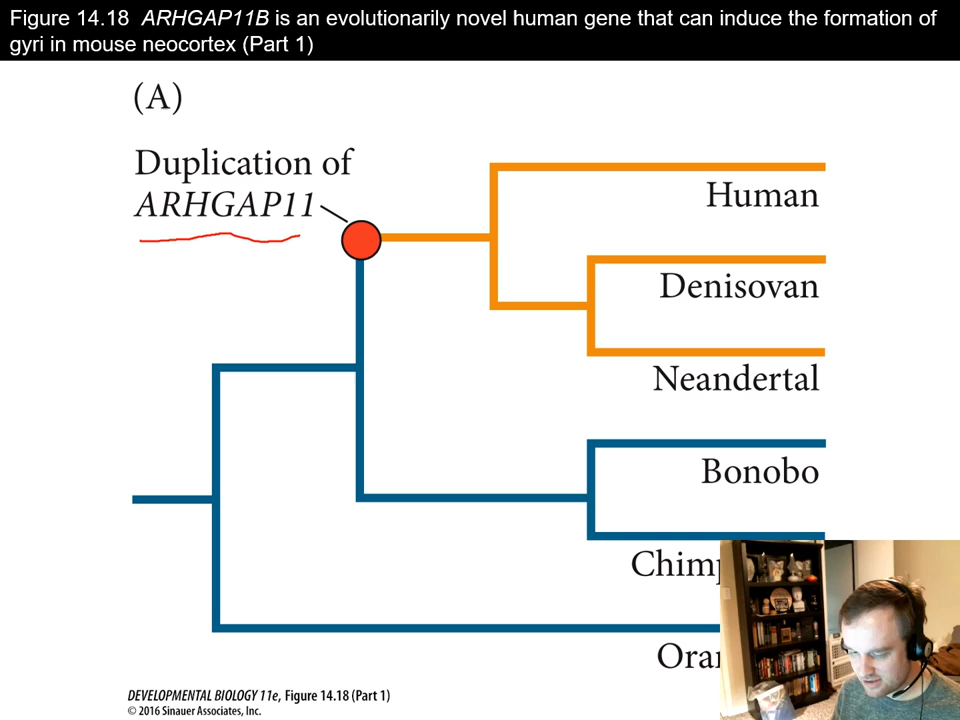 Figure 14.18 ARHGAP11B is an evolutionarily novel human gene that can induce the formation of
gyri in mouse neocortex (Part 1)
(A)
Duplication of
ARHGAP11
Human
Denisovan
Neandertal
Bonobo
DEVELOPMENTAL BIOLOGY 11e, Figure 14.18 (Part 1)
© 2016 Sinauer Associates, Inc.